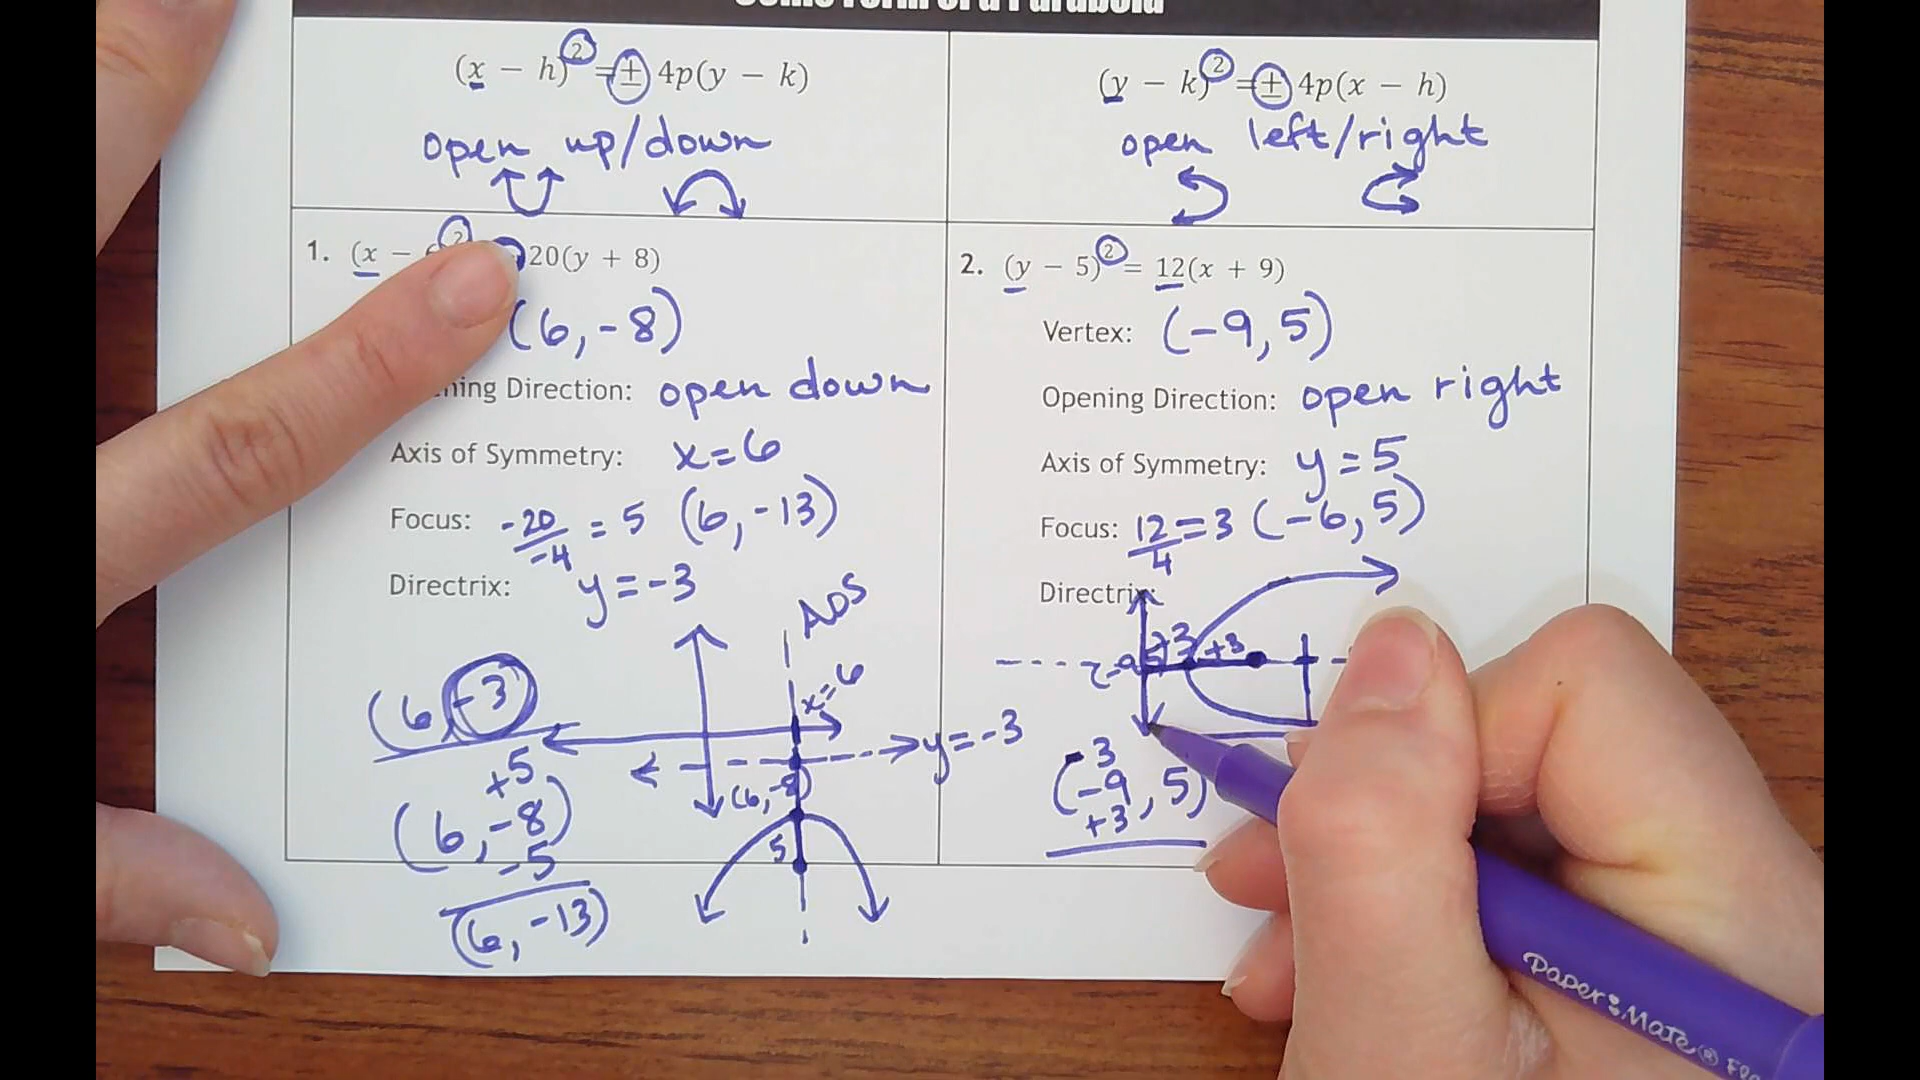 (x − h)² = ± 4p(y − k)
open up/down
(y − k)² = ± 4p(x − h)
open left/right
1. (x − 20(y + 8)
(6, -8)
ning Direction: open down
Axis of Symmetry: x = 6
Focus: -20/-4 = 5 (6, -13)
Directrix: y = -3
AOS
x=6
(6, -3)
+5
(6, -8)
-5
(6, -13)
y = -3
(6, -8)
5
2. (y − 5)² = 12(x + 9)
Vertex: (-9, 5)
Opening Direction: open right
Axis of Symmetry: y = 5
Focus: 12/4 = 3 (-6, 5)
Directrix:
+3 +3
-3
(-9, 5)
+3
Paper:Mate®